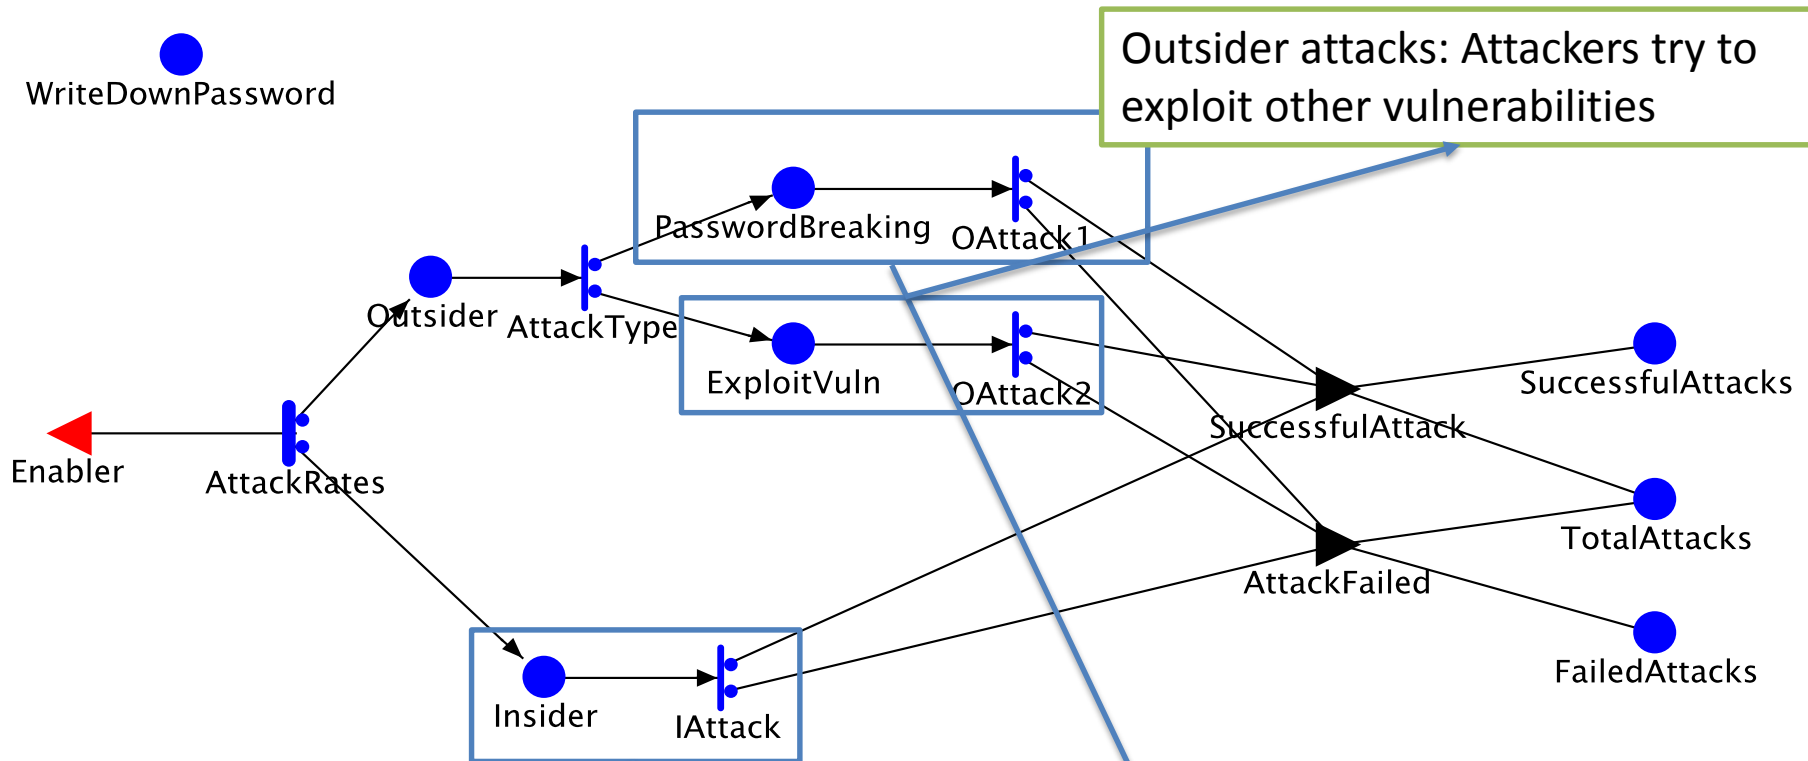 Outsider attacks: Attackers try to
exploit other vulnerabilities
WriteDownPassword
PasswordBreaking
OAttack1
Outsider
AttackType
ExploitVuln
OAttack2
SuccessfulAttacks
SuccessfulAttack
Enabler
AttackRates
TotalAttacks
AttackFailed
FailedAttacks
Insider
IAttack